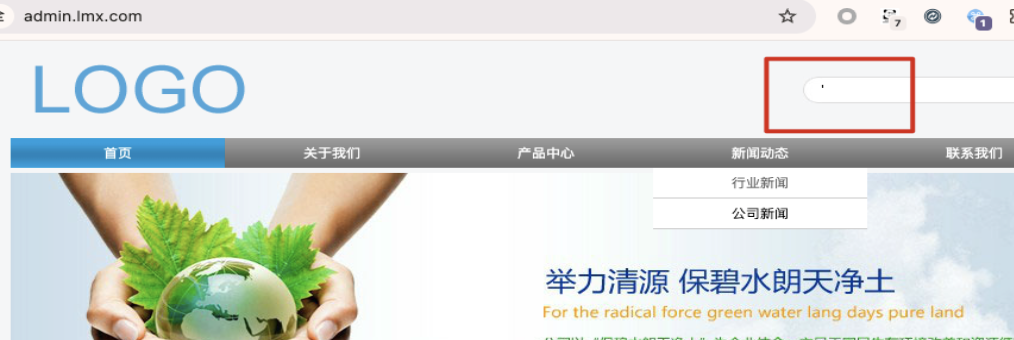 admin.lmx.com
7
1
LOGO
'
首页 关于我们 产品中心 新闻动态 联系我们
行业新闻
公司新闻
举力清源 保碧水朗天净土
For the radical force green water lang days pure land